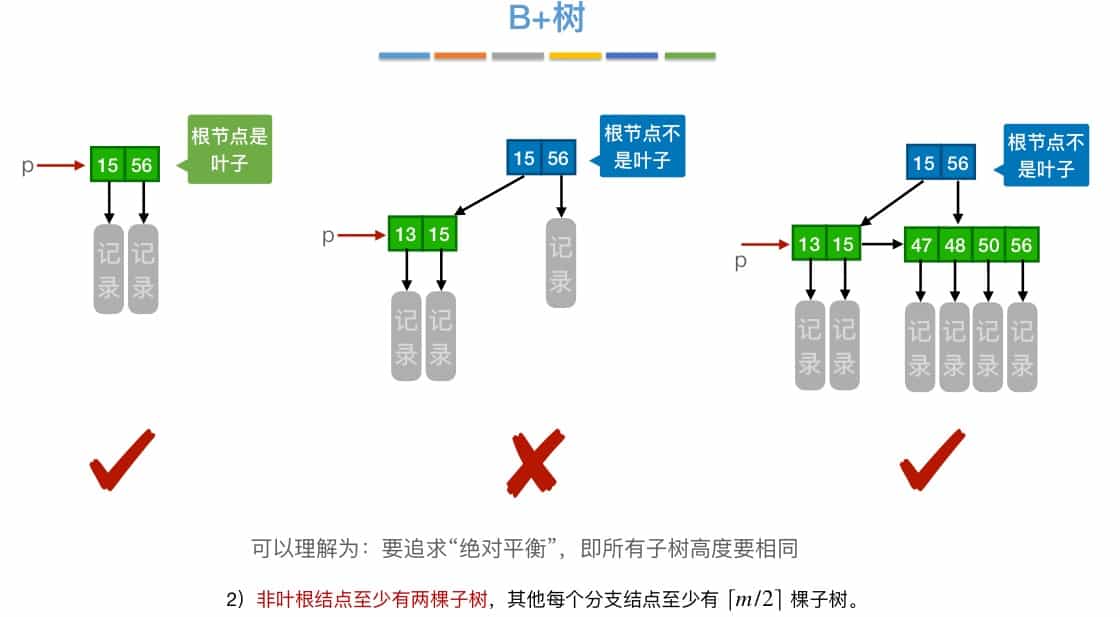 B+树
根节点是
叶子
p
15 56
记录 记录
根节点不
是叶子
15 56
p
13 15
记录
记录 记录
根节点不
是叶子
15 56
p
13 15
47 48 50 56
记录 记录
记录 记录 记录 记录
可以理解为：要追求“绝对平衡”，即所有子树高度要相同
2）非叶根结点至少有两棵子树，其他每个分支结点至少有 ⌈m/2⌉ 棵子树。